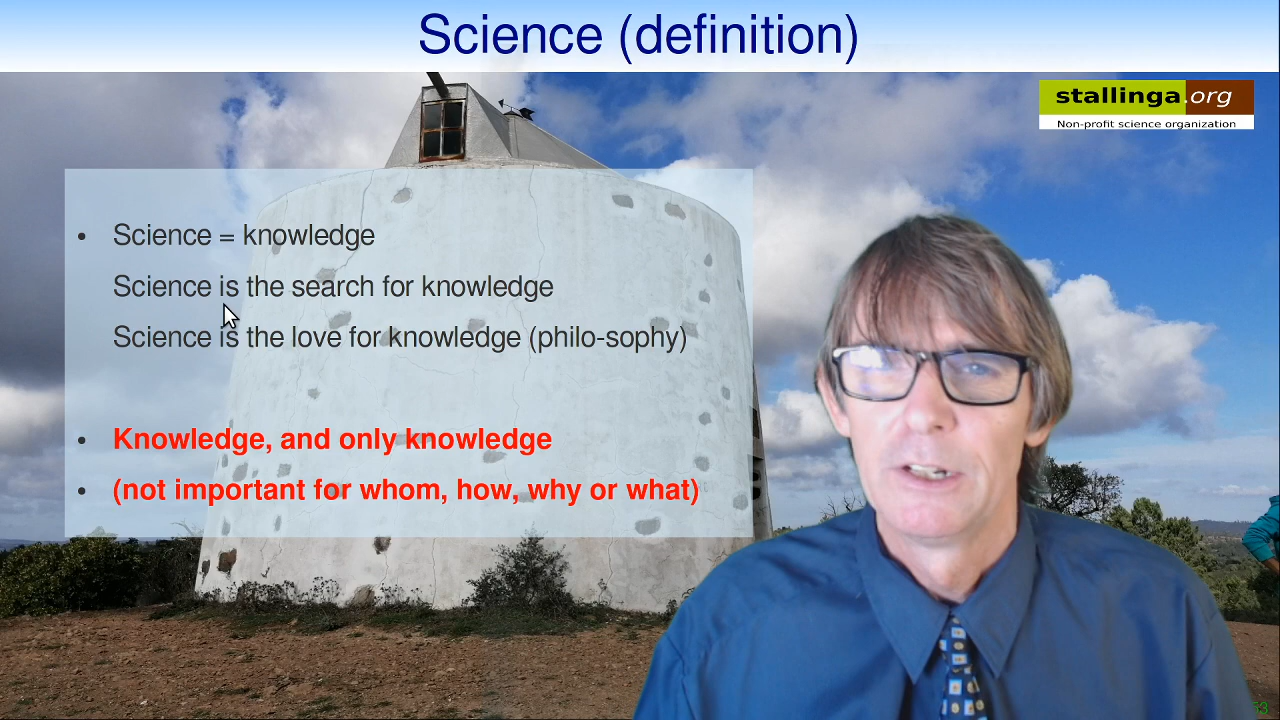 Science (definition)
stallinga.org
Non-profit science organization
• Science = knowledge
Science is the search for knowledge
Science is the love for knowledge (philo-sophy)
• Knowledge, and only knowledge
• (not important for whom, how, why or what)